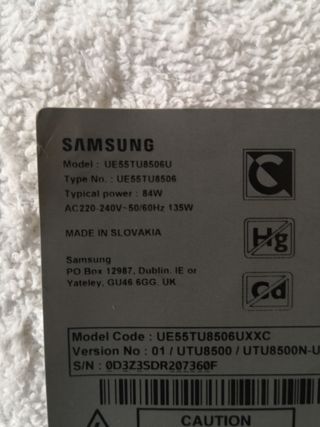 SAMSUNG
Model : UE55TU8506U
Type No. : UE55TU8506
Typical power : 84W
AC220-240V~50/60Hz 135W
MADE IN SLOVAKIA
Hg
Cd
Samsung
PO Box 12987, Dublin. IE or
Yateley, GU46 6GG. UK
Model Code : UE55TU8506UXXC
Version No : 01 / UTU8500 / UTU8500N-U
S/N : 0D3Z3SDR207360F
CAUTION